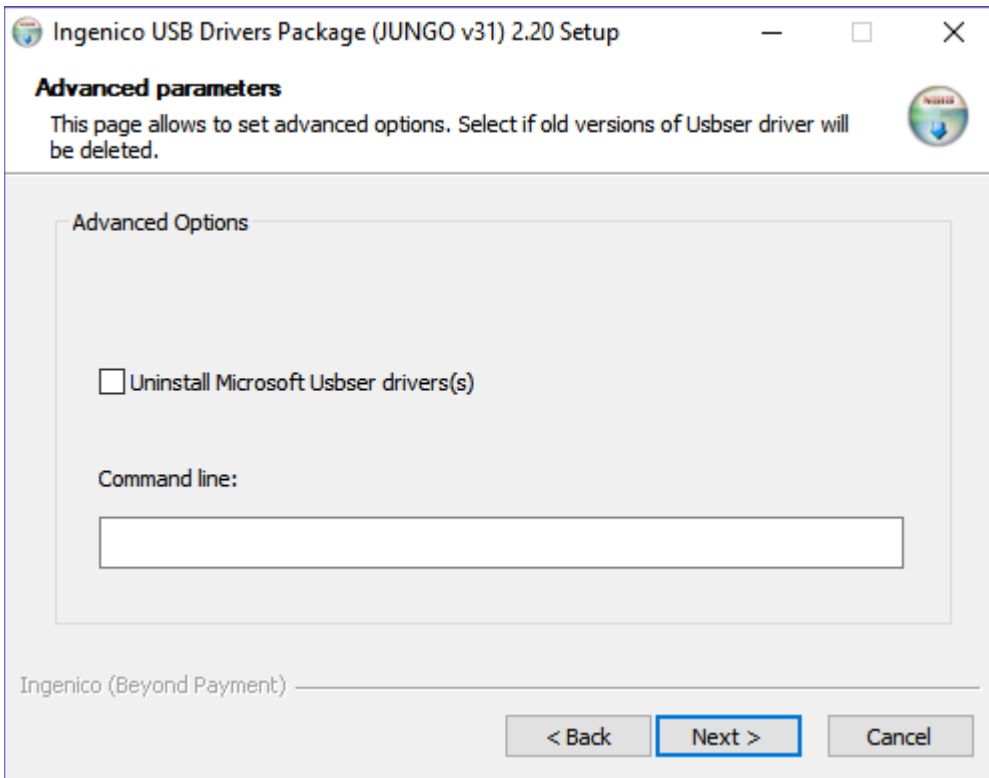 Ingenico USB Drivers Package (JUNGO v31) 2.20 Setup
Advanced parameters
This page allows to set advanced options. Select if old versions of Usbser driver will
be deleted.
Advanced Options
Uninstall Microsoft Usbser drivers(s)
Command line:
Ingenico (Beyond Payment)
< Back
Next >
Cancel